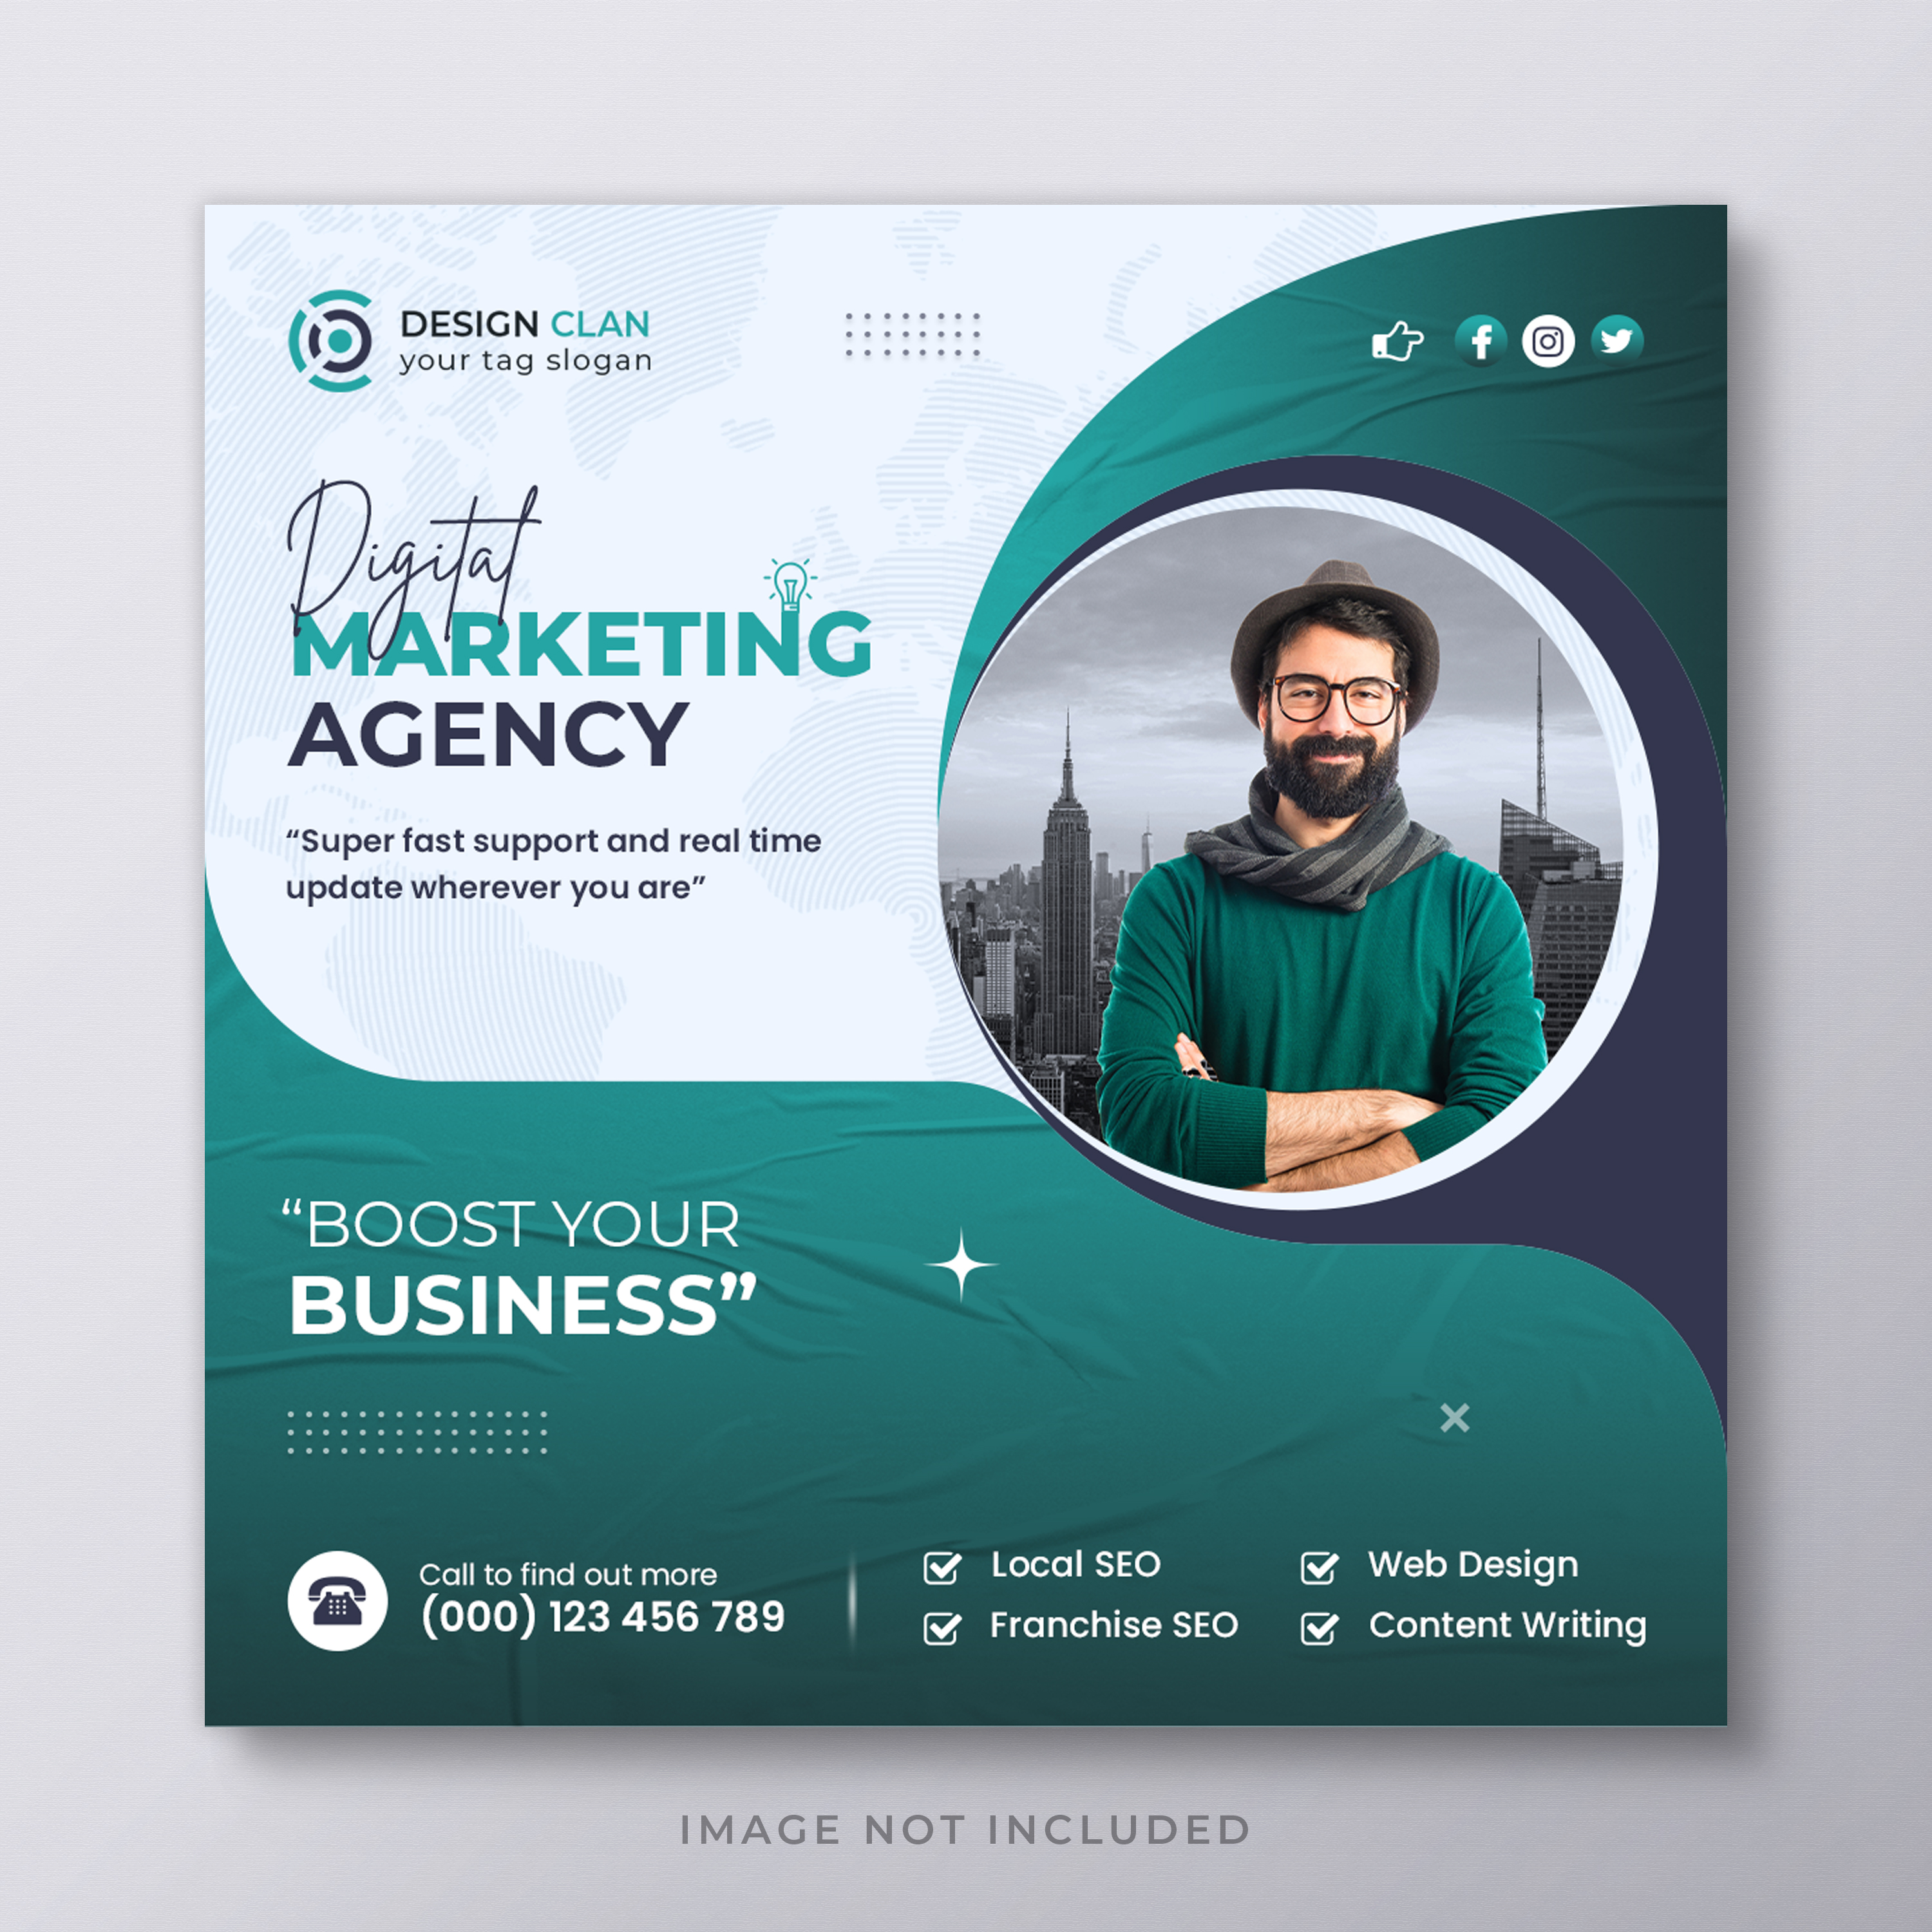 DESIGN CLAN
your tag slogan
Digital
MARKETING
AGENCY
“Super fast support and real time
update wherever you are”
“BOOST YOUR
BUSINESS”
Call to find out more
(000) 123 456 789
Local SEO
Franchise SEO
Web Design
Content Writing
IMAGE NOT INCLUDED